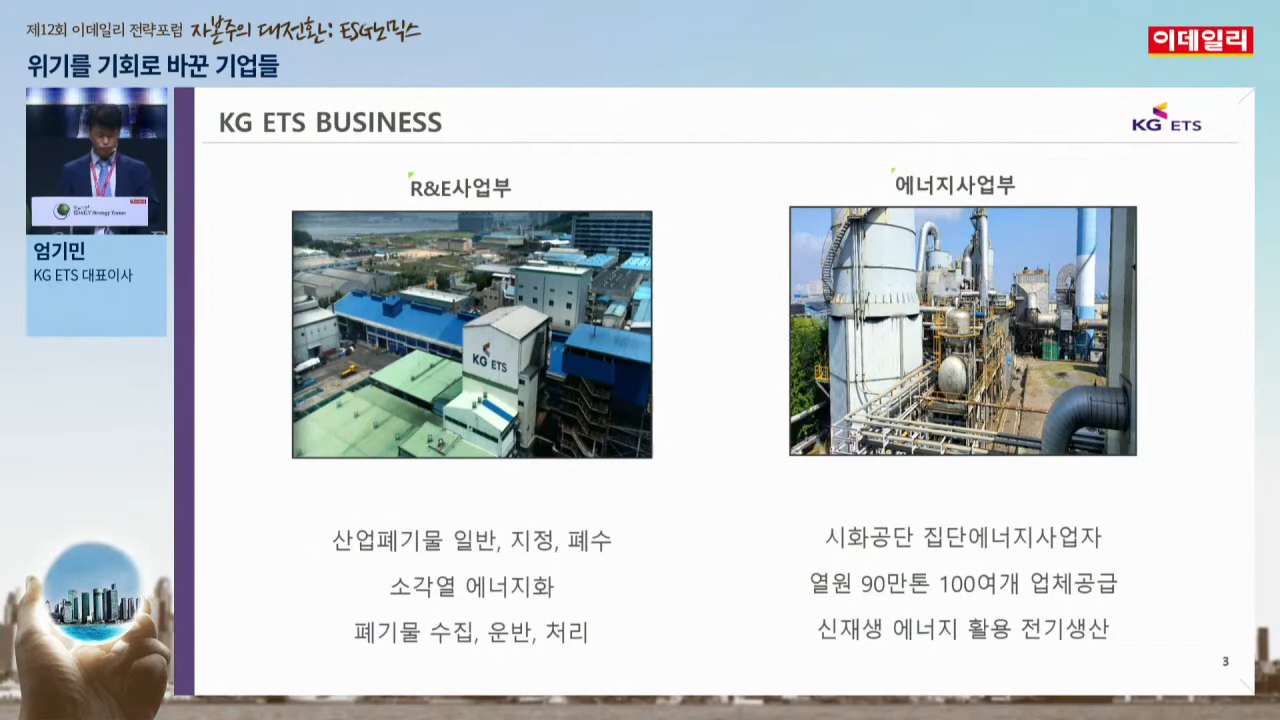 제12회 이데일리 전략포럼 자본주의 대전환: ESG노믹스
이데일리
위기를 기회로 바꾼 기업들
KG ETS BUSINESS
KG ETS
R&E사업부
에너지사업부
EDAILY Strategy Forum
엄기민
KG ETS 대표이사
KG ETS
산업폐기물 일반, 지정, 폐수
소각열 에너지화
폐기물 수집, 운반, 처리
시화공단 집단에너지사업자
열원 90만톤 100여개 업체공급
신재생 에너지 활용 전기생산
3